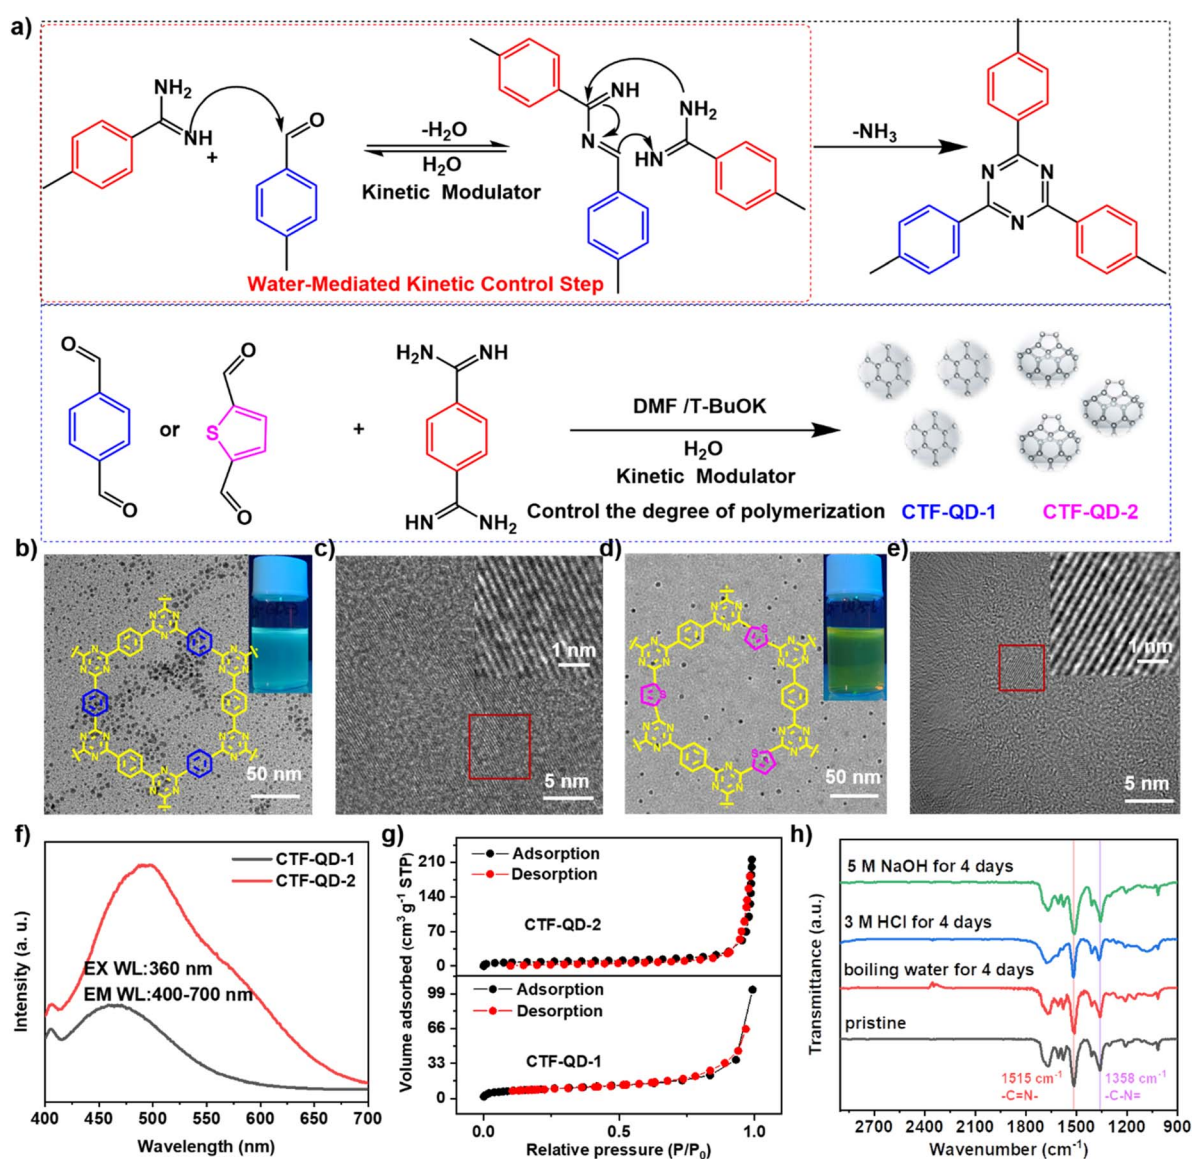 a)
NH2
NH
+
O
-H2O
H2O
Kinetic Modulator
NH
N
NH2
HN
-NH3
N
N
N
Water-Mediated Kinetic Control Step
O
O
or
O
S
O
+
H2N
NH
HN
NH2
DMF /T-BuOK
H2O
Kinetic Modulator
Control the degree of polymerization
CTF-QD-1
CTF-QD-2
b)
50 nm
c)
1 nm
5 nm
d)
50 nm
e)
1 nm
5 nm
f)
CTF-QD-1
CTF-QD-2
EX WL:360 nm
EM WL:400-700 nm
Intensity (a. u.)
400 450 500 550 600 650 700
Wavelength (nm)
g)
Adsorption
Desorption
CTF-QD-2
210
140
70
0
Adsorption
Desorption
CTF-QD-1
99
66
33
0
Volume adsorbed (cm3 g-1 STP)
0.0 0.5 1.0
Relative pressure (P/P0)
h)
5 M NaOH for 4 days
3 M HCl for 4 days
boiling water for 4 days
pristine
1515 cm-1
-C=N-
1358 cm-1
-C-N=
Transmittance (a.u.)
2700 2400 2100 1800 1500 1200 900
Wavenumber (cm-1)